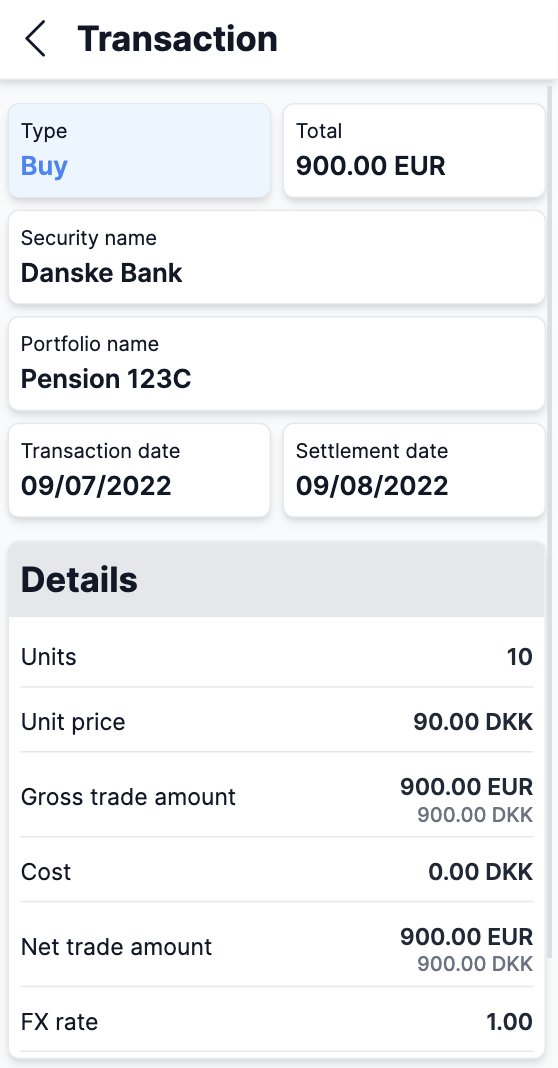 Transaction
Type
Buy
Total
900.00 EUR
Security name
Danske Bank
Portfolio name
Pension 123C
Transaction date
09/07/2022
Settlement date
09/08/2022
Details
Units 10
Unit price 90.00 DKK
Gross trade amount 900.00 EUR
900.00 DKK
Cost 0.00 DKK
Net trade amount 900.00 EUR
900.00 DKK
FX rate 1.00